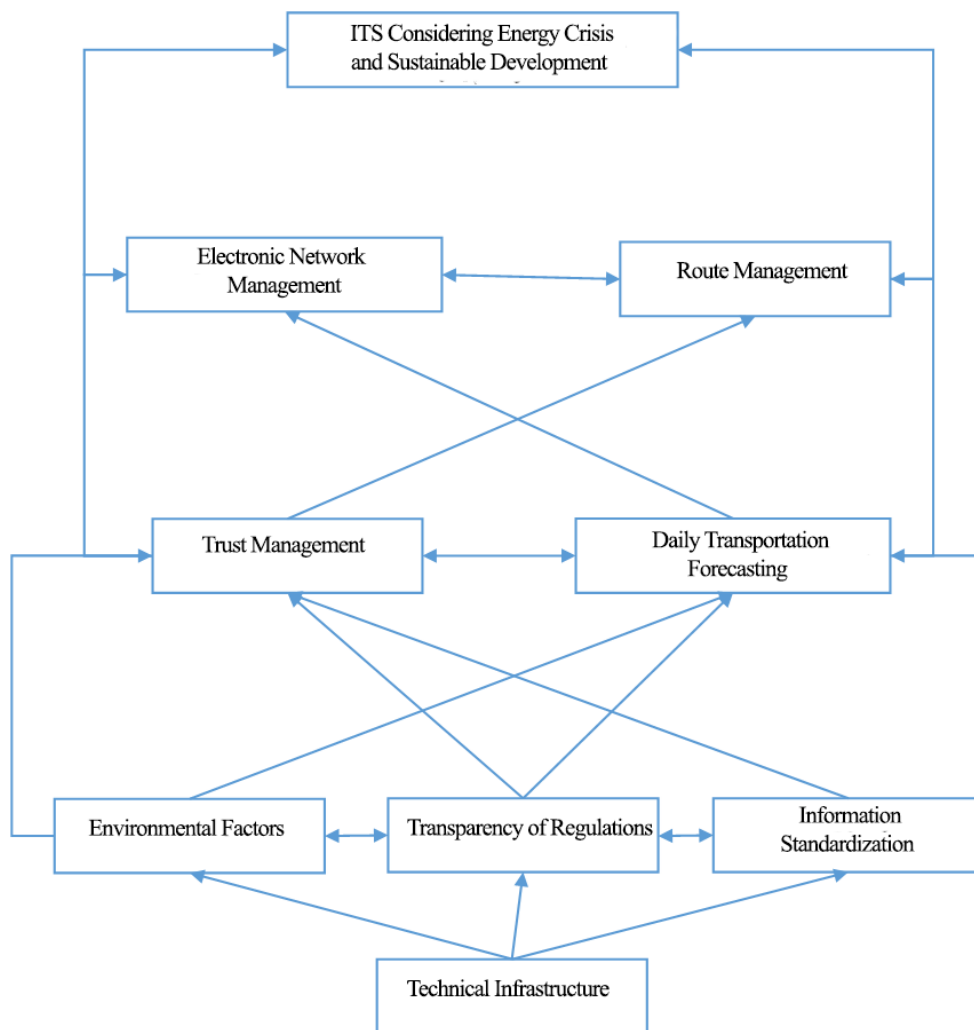 ITS Considering Energy Crisis
and Sustainable Development
Electronic Network
Management
Route Management
Trust Management
Daily Transportation
Forecasting
Environmental Factors
Transparency of Regulations
Information
Standardization
Technical Infrastructure